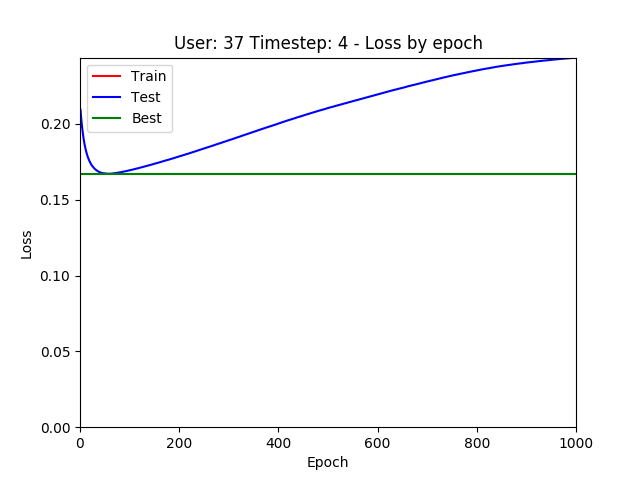 User: 37 Timestep: 4 - Loss by epoch
Train
Test
Best
0.20
0.15
0.10
0.05
0.00
Loss
0 200 400 600 800 1000
Epoch